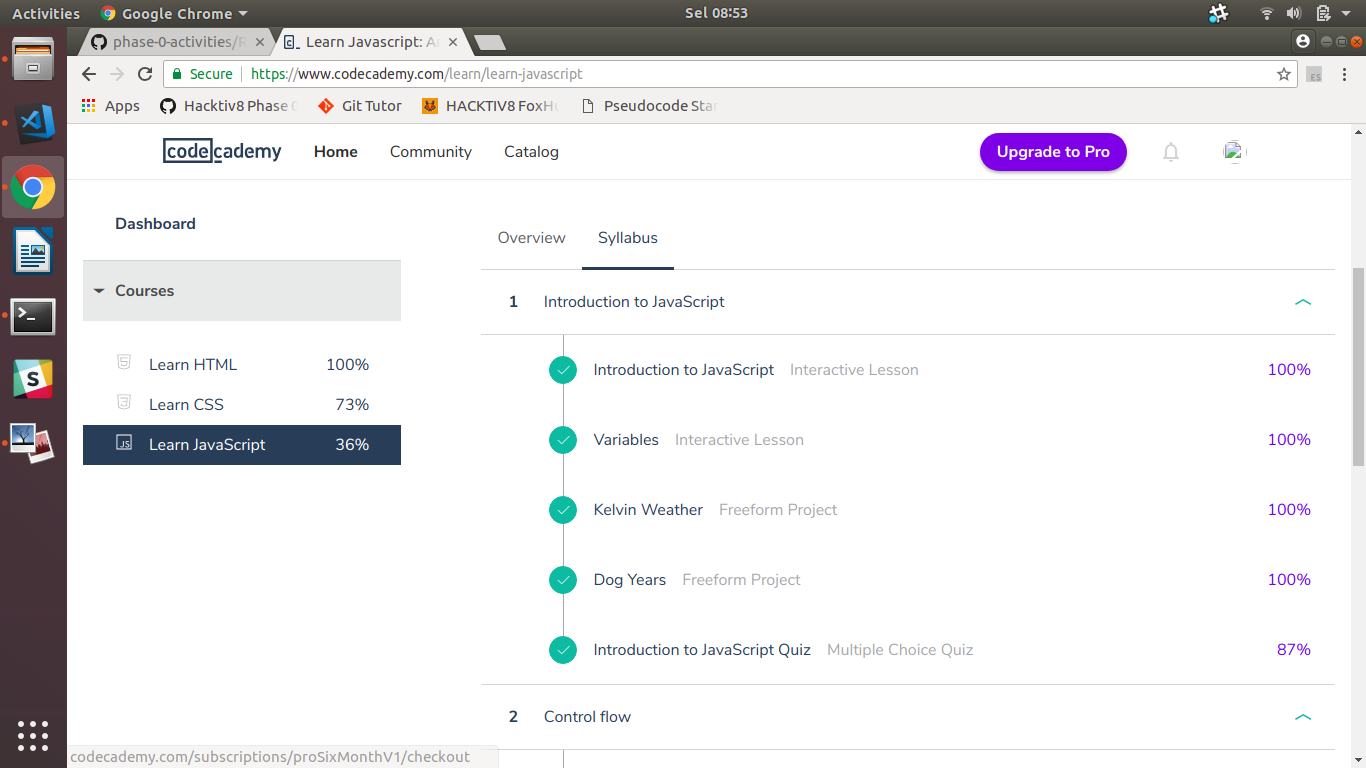 Activities Google Chrome Sel 08:53
phase-0-activities/R Learn Javascript: A
Secure https://www.codecademy.com/learn/learn-javascript ES
Apps Hacktiv8 Phase Git Tutor HACKTIV8 FoxH Pseudocode Sta
codecademy Home Community Catalog Upgrade to Pro
Dashboard
Overview Syllabus
Courses
1 Introduction to JavaScript
Learn HTML 100%
Introduction to JavaScript Interactive Lesson 100%
Learn CSS 73%
JS Learn JavaScript 36%
Variables Interactive Lesson 100%
Kelvin Weather Freeform Project 100%
Dog Years Freeform Project 100%
Introduction to JavaScript Quiz Multiple Choice Quiz 87%
2 Control flow
codecademy.com/subscriptions/proSixMonthV1/checkout